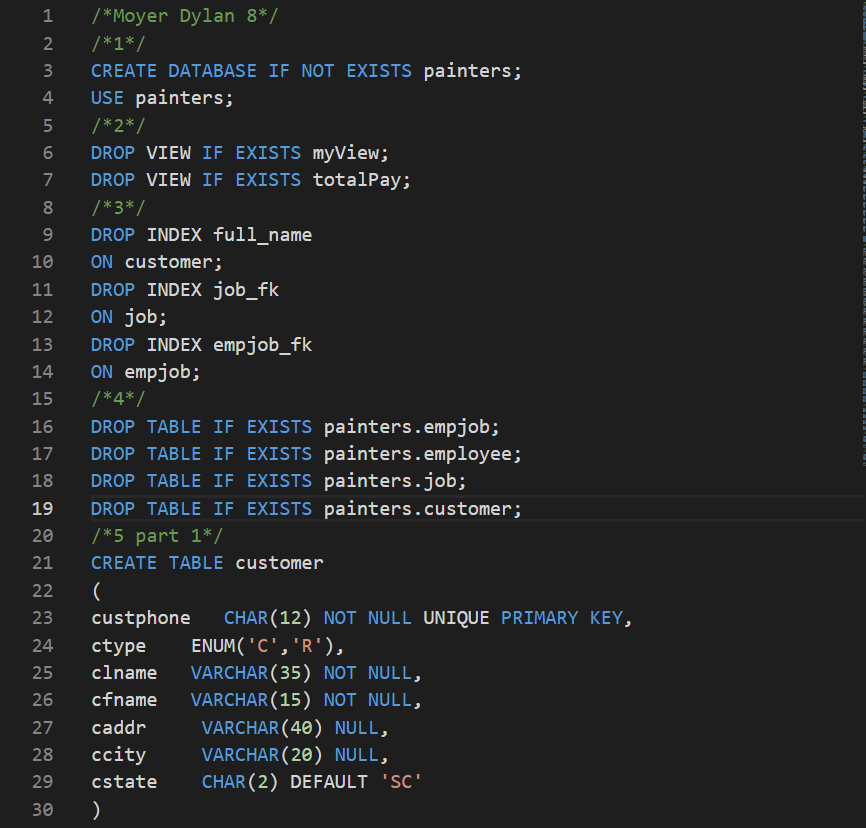 1 /*Moyer Dylan 8*/
2 /*1*/
3 CREATE DATABASE IF NOT EXISTS painters;
4 USE painters;
5 /*2*/
6 DROP VIEW IF EXISTS myView;
7 DROP VIEW IF EXISTS totalPay;
8 /*3*/
9 DROP INDEX full_name
10 ON customer;
11 DROP INDEX job_fk
12 ON job;
13 DROP INDEX empjob_fk
14 ON empjob;
15 /*4*/
16 DROP TABLE IF EXISTS painters.empjob;
17 DROP TABLE IF EXISTS painters.employee;
18 DROP TABLE IF EXISTS painters.job;
19 DROP TABLE IF EXISTS painters.customer;
20 /*5 part 1*/
21 CREATE TABLE customer
22 (
23 custphone   CHAR(12) NOT NULL UNIQUE PRIMARY KEY,
24 ctype    ENUM('C','R'),
25 clname   VARCHAR(35) NOT NULL,
26 cfname   VARCHAR(15) NOT NULL,
27 caddr     VARCHAR(40) NULL,
28 ccity     VARCHAR(20) NULL,
29 cstate    CHAR(2) DEFAULT 'SC'
30 )